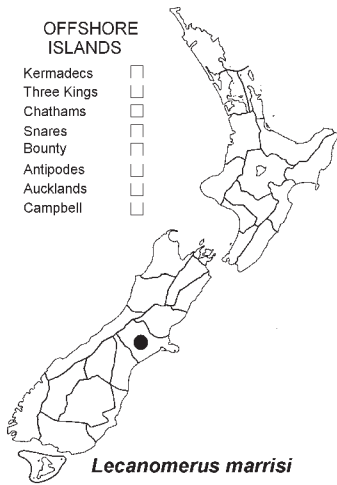 OFFSHORE
ISLANDS
Kermadecs
Three Kings
Chathams
Snares
Bounty
Antipodes
Aucklands
Campbell
Lecanomerus marrisi